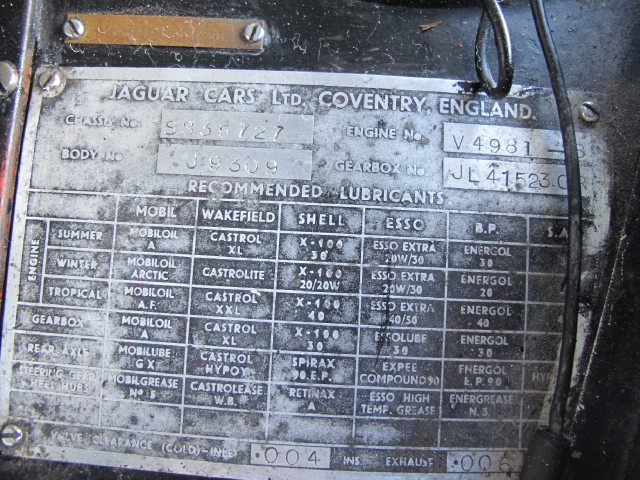 JAGUAR CARS LTD, COVENTRY, ENGLAND.
CHASSIS No S936727 ENGINE No V4981-8
BODY No J9309 GEARBOX No JL41523
RECOMMENDED LUBRICANTS
MOBIL WAKEFIELD SHELL ESSO B.P.
ENGINE
SUMMER MOBILOIL A CASTROL XL X-100 30 ESSO EXTRA 20W/30 ENERGOL 30
WINTER MOBILOIL ARCTIC CASTROLITE X-100 20/20W ESSO EXTRA 20W/30 ENERGOL 20
TROPICAL MOBILOIL A.F. CASTROL XXL X-100 40 ESSO EXTRA 40/50 ENERGOL 40
GEARBOX MOBILOIL A CASTROL XL X-100 30 ESSOLUBE 30 ENERGOL 30
REAR AXLE MOBILUBE GX CASTROL HYPOY SPIRAX 90.E.P. EXPEE COMPOUND 90 ENERGOL E.P.90
STEERING GEAR WHEEL HUBS MOBILGREASE No 5 CASTROLEASE W.B. RETINAX A ESSO HIGH TEMP. GREASE ENERGREASE N.3.
VALVE CLEARANCE (COLD)-INLET .004 INS. EXHAUST .006